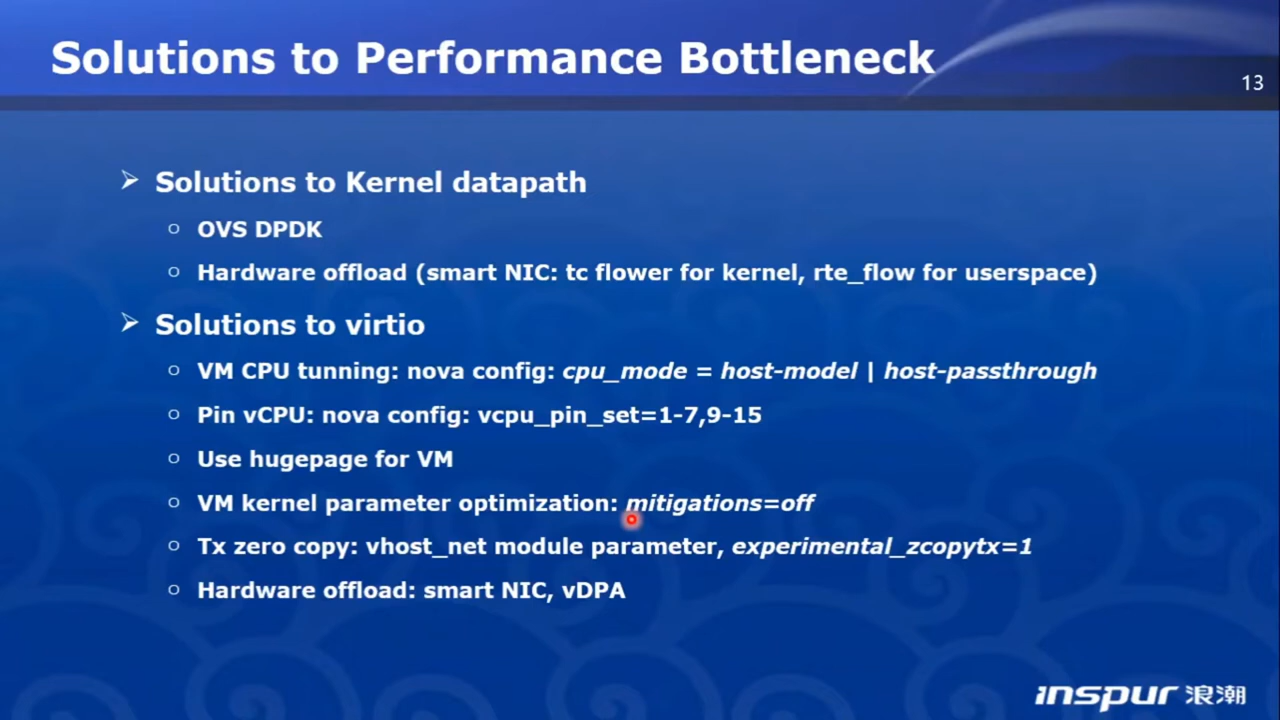 Solutions to Performance Bottleneck
13
Solutions to Kernel datapath
OVS DPDK
Hardware offload (smart NIC: tc flower for kernel, rte_flow for userspace)
Solutions to virtio
VM CPU tunning: nova config: cpu_mode = host-model | host-passthrough
Pin vCPU: nova config: vcpu_pin_set=1-7,9-15
Use hugepage for VM
VM kernel parameter optimization: mitigations=off
Tx zero copy: vhost_net module parameter, experimental_zcopytx=1
Hardware offload: smart NIC, vDPA
inspur 浪潮